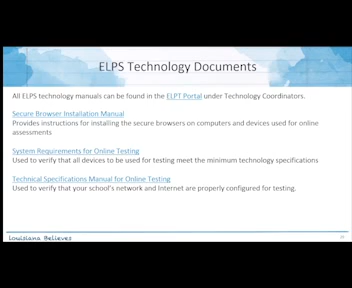 ELPS Technology Documents
All ELPS technology manuals can be found in the ELPT Portal under Technology Coordinators.
Secure Browser Installation Manual
Provides instructions for installing the secure browsers on computers and devices used for online
assessments
System Requirements for Online Testing
Used to verify that all devices to be used for testing meet the minimum technology specifications
Technical Specifications Manual for Online Testing
Used to verify that your school's network and Internet are properly configured for testing.
Louisiana Believes